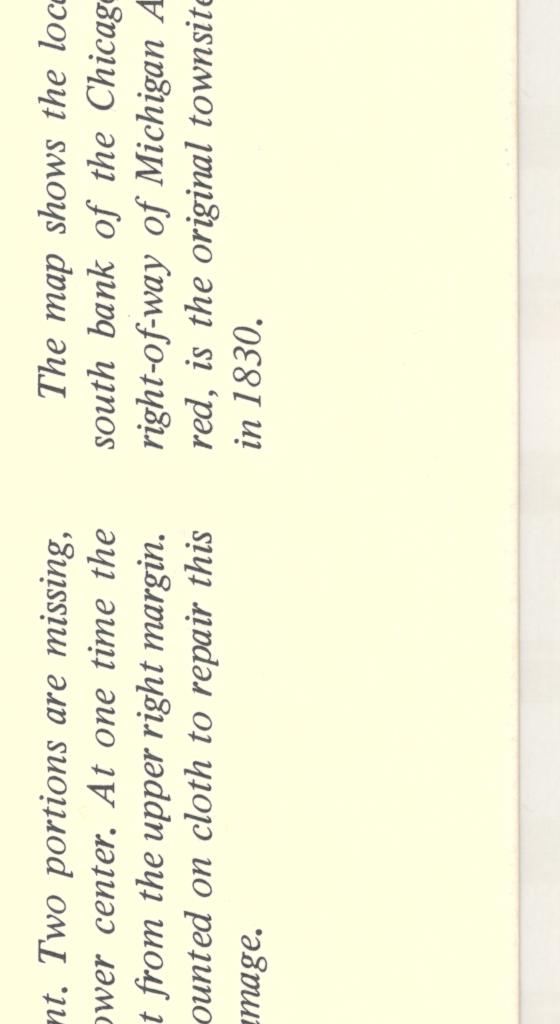 nt. Two portions are missing,
ower center. At one time the
t from the upper right margin.
ounted on cloth to repair this
mage.
The map shows the loc
south bank of the Chicag
right-of-way of Michigan A
red, is the original townsite
in 1830.